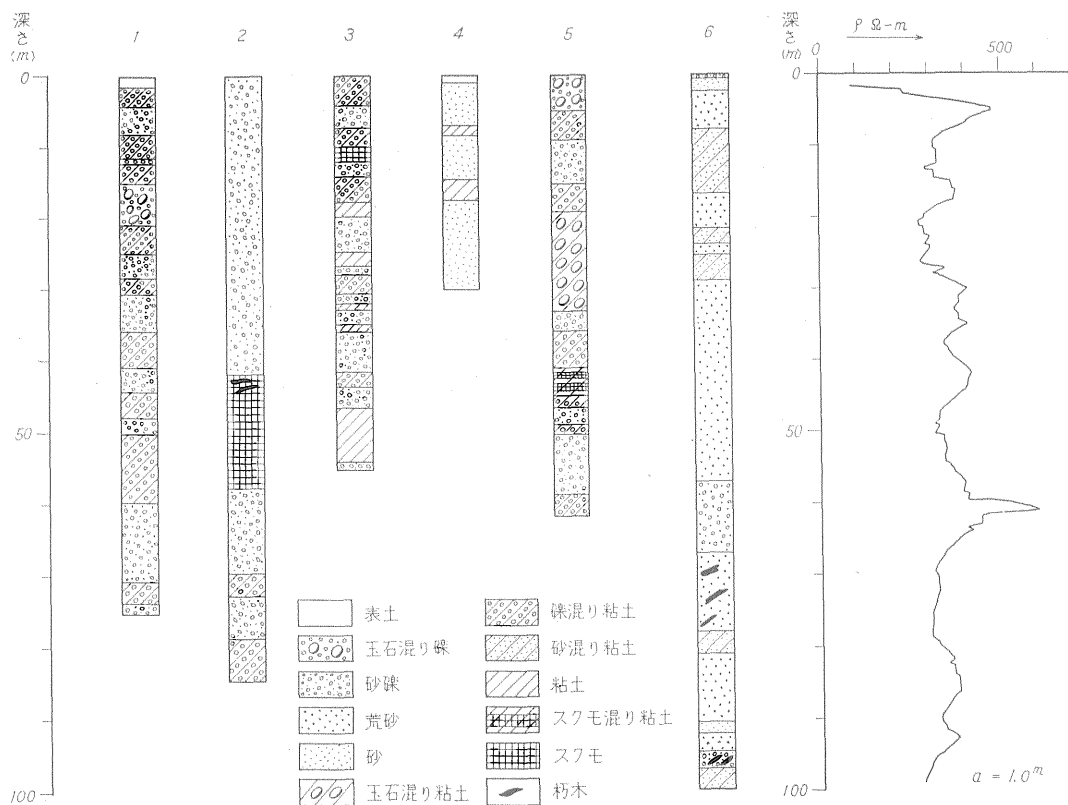 深さ
(m)
1
2
3
4
5
6
深さ
(m)
ρ Ω-m
0
500
0
50
100
0
50
100
表土
玉石混り礫
砂礫
荒砂
砂
玉石混り粘土
礫混り粘土
砂混り粘土
粘土
スクモ混り粘土
スクモ
朽木
a = 1.0m